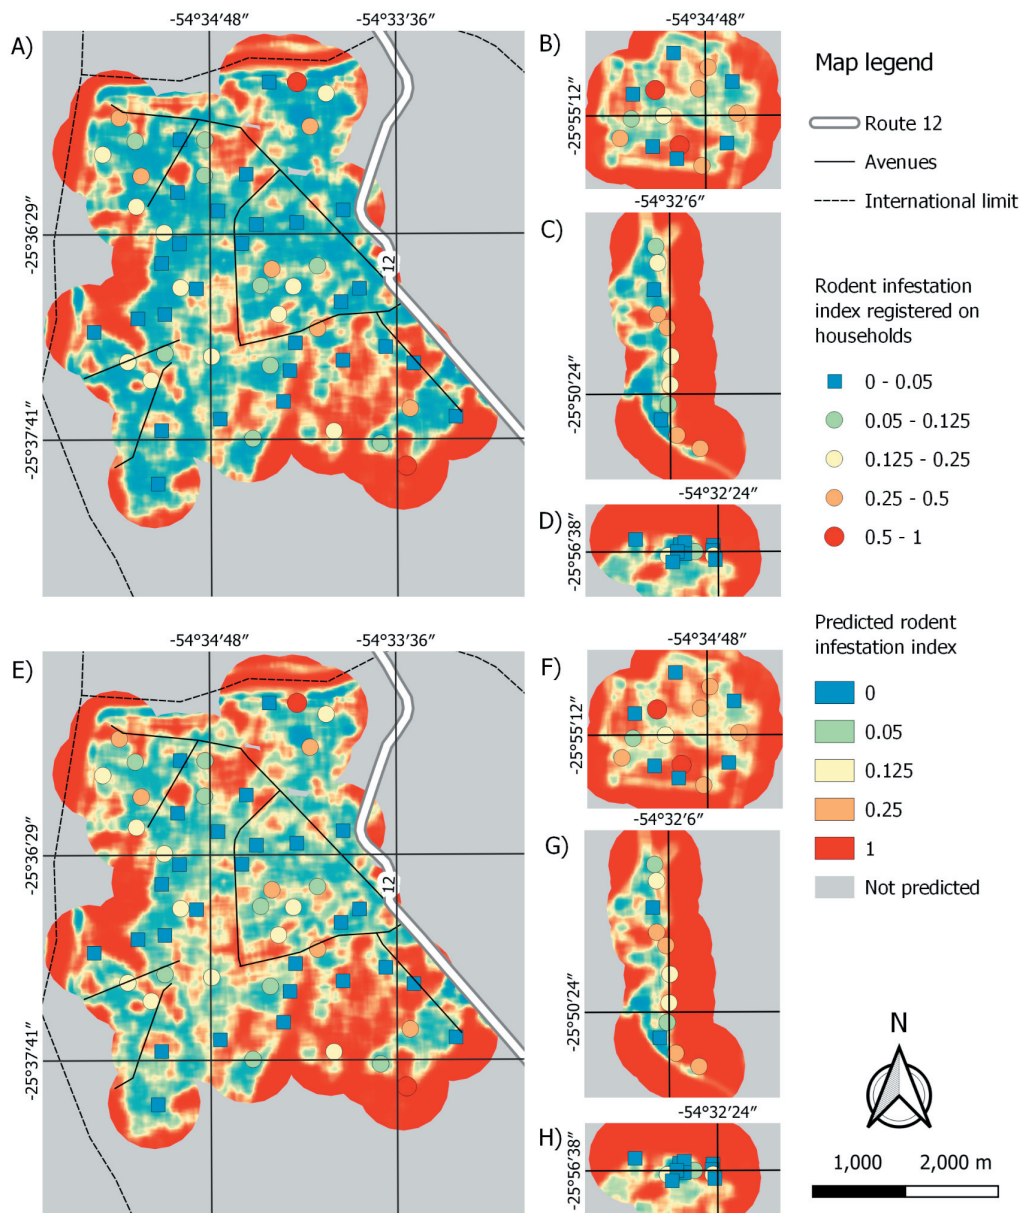 -54°34′48″
-54°33′36″
A)
-25°36′29″
-25°37′41″
12
-54°34′48″
B)
-25°55′12″
-54°32′6″
C)
-25°50′24″
-54°32′24″
D)
-25°56′38″
-54°34′48″
-54°33′36″
E)
-25°36′29″
-25°37′41″
12
-54°34′48″
F)
-25°55′12″
-54°32′6″
G)
-25°50′24″
-54°32′24″
H)
-25°56′38″
Map legend
Route 12
Avenues
International limit
Rodent infestation
index registered on
households
0 - 0.05
0.05 - 0.125
0.125 - 0.25
0.25 - 0.5
0.5 - 1
Predicted rodent
infestation index
0
0.05
0.125
0.25
1
Not predicted
N
1,000 2,000 m